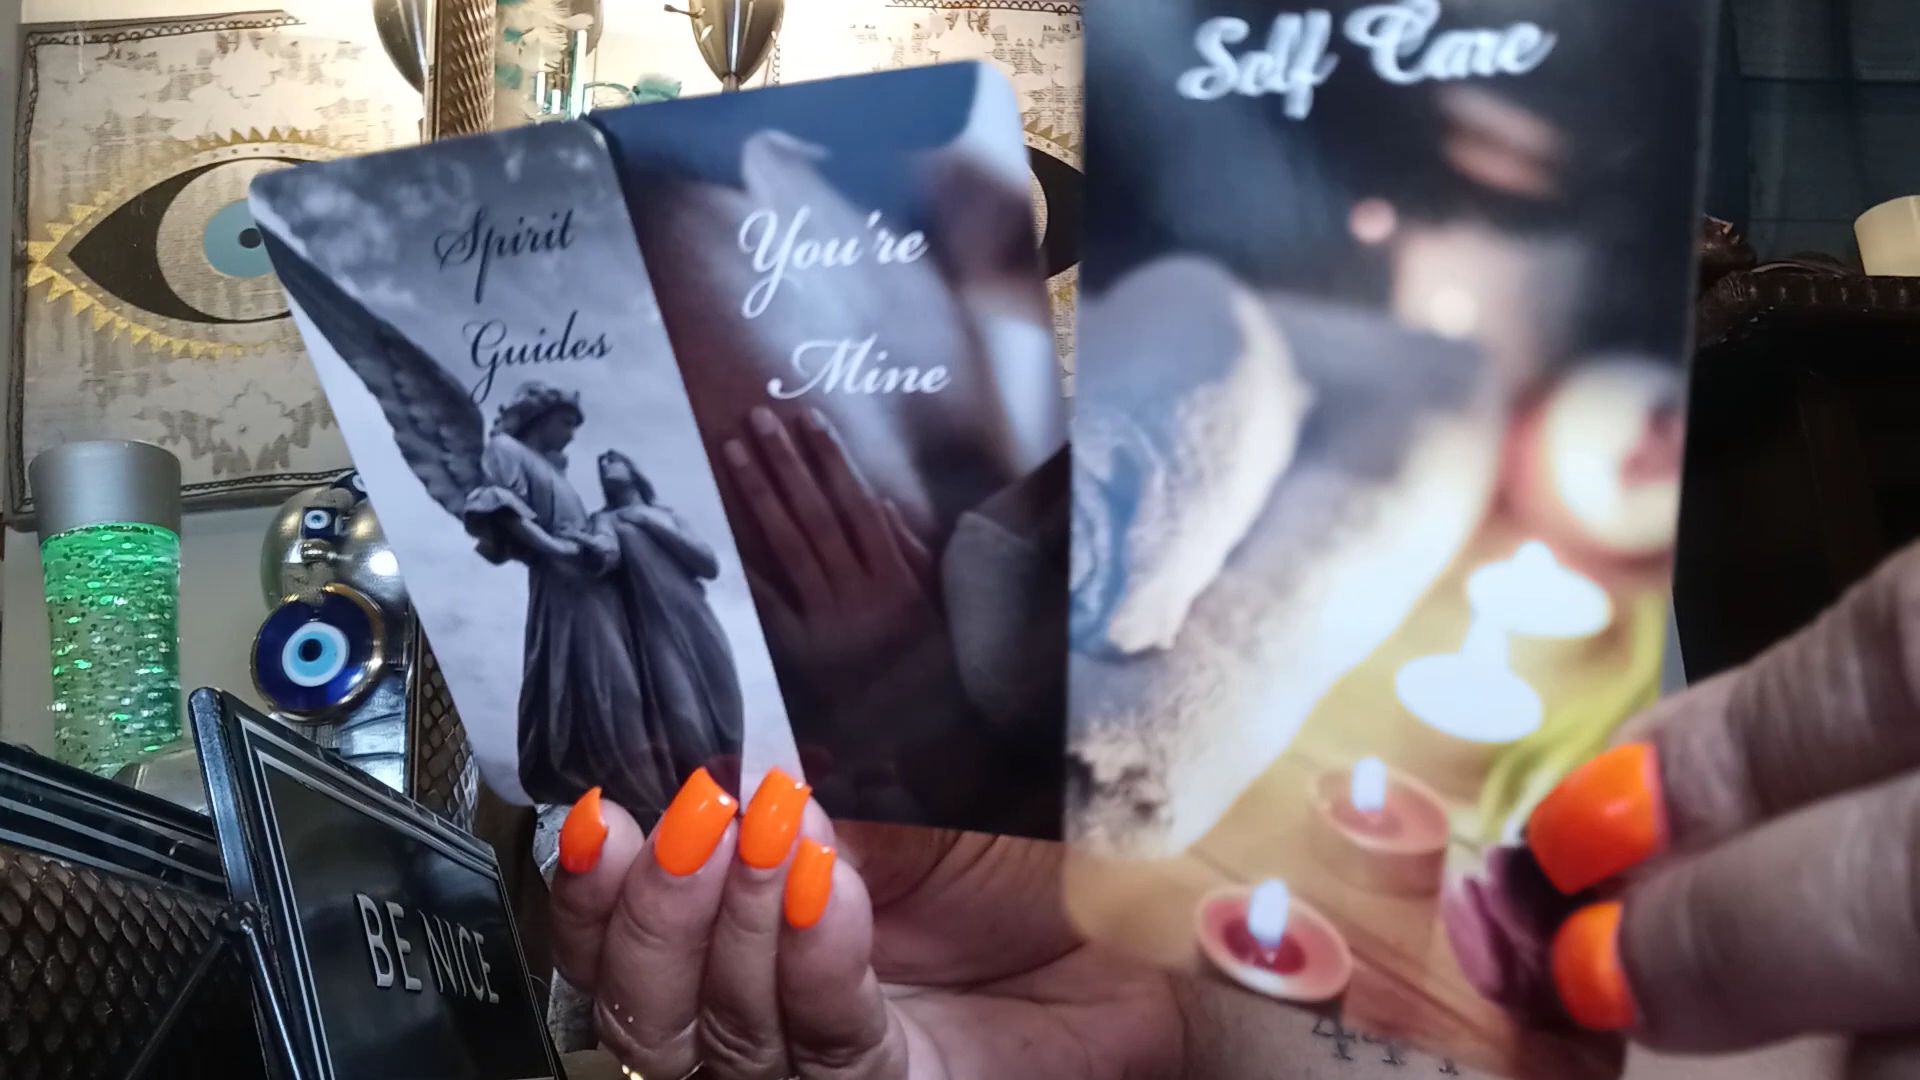 Spirit
Guides
You're
Mine
Self Care
BE NICE